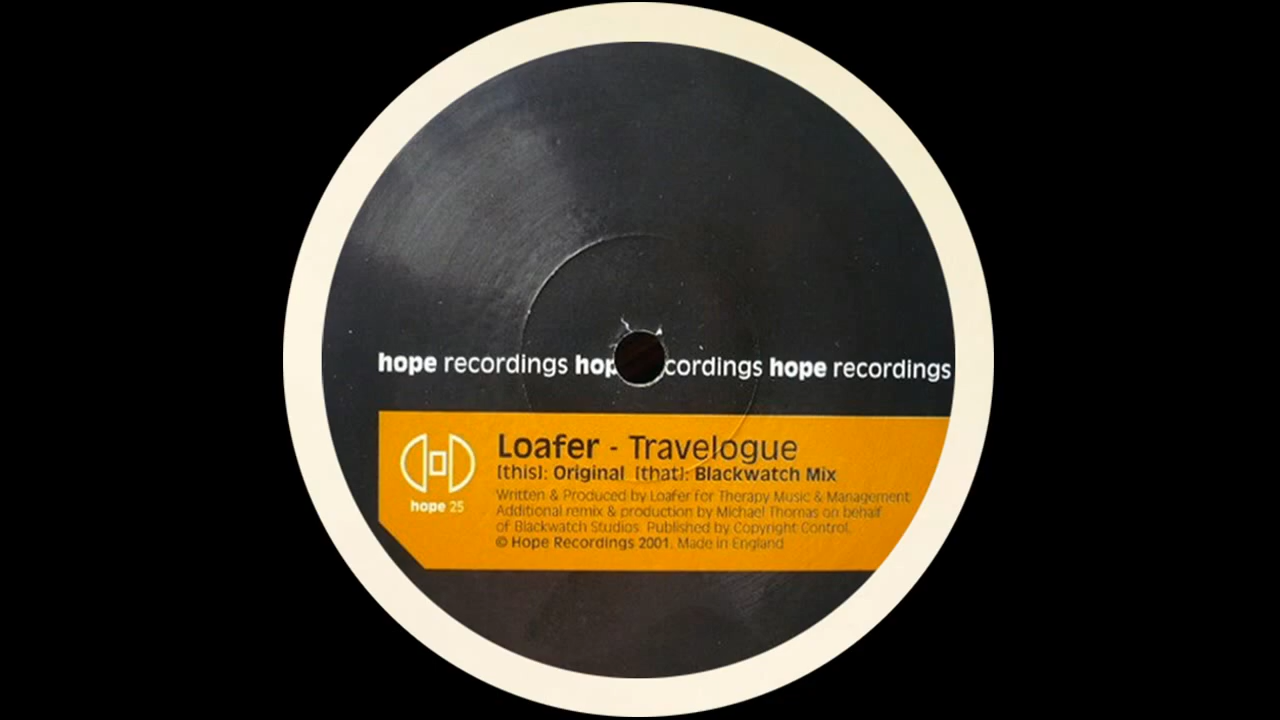 hope recordings hop cordings hope recordings
Loafer - Travelogue
[this]: Original [that]: Blackwatch Mix
Written & Produced by Loafer for Therapy Music & Management
Additional remix & production by Michael Thomas on behalf
of Blackwatch Studios. Published by Copyright Control.
© Hope Recordings 2001. Made in England
hope 25